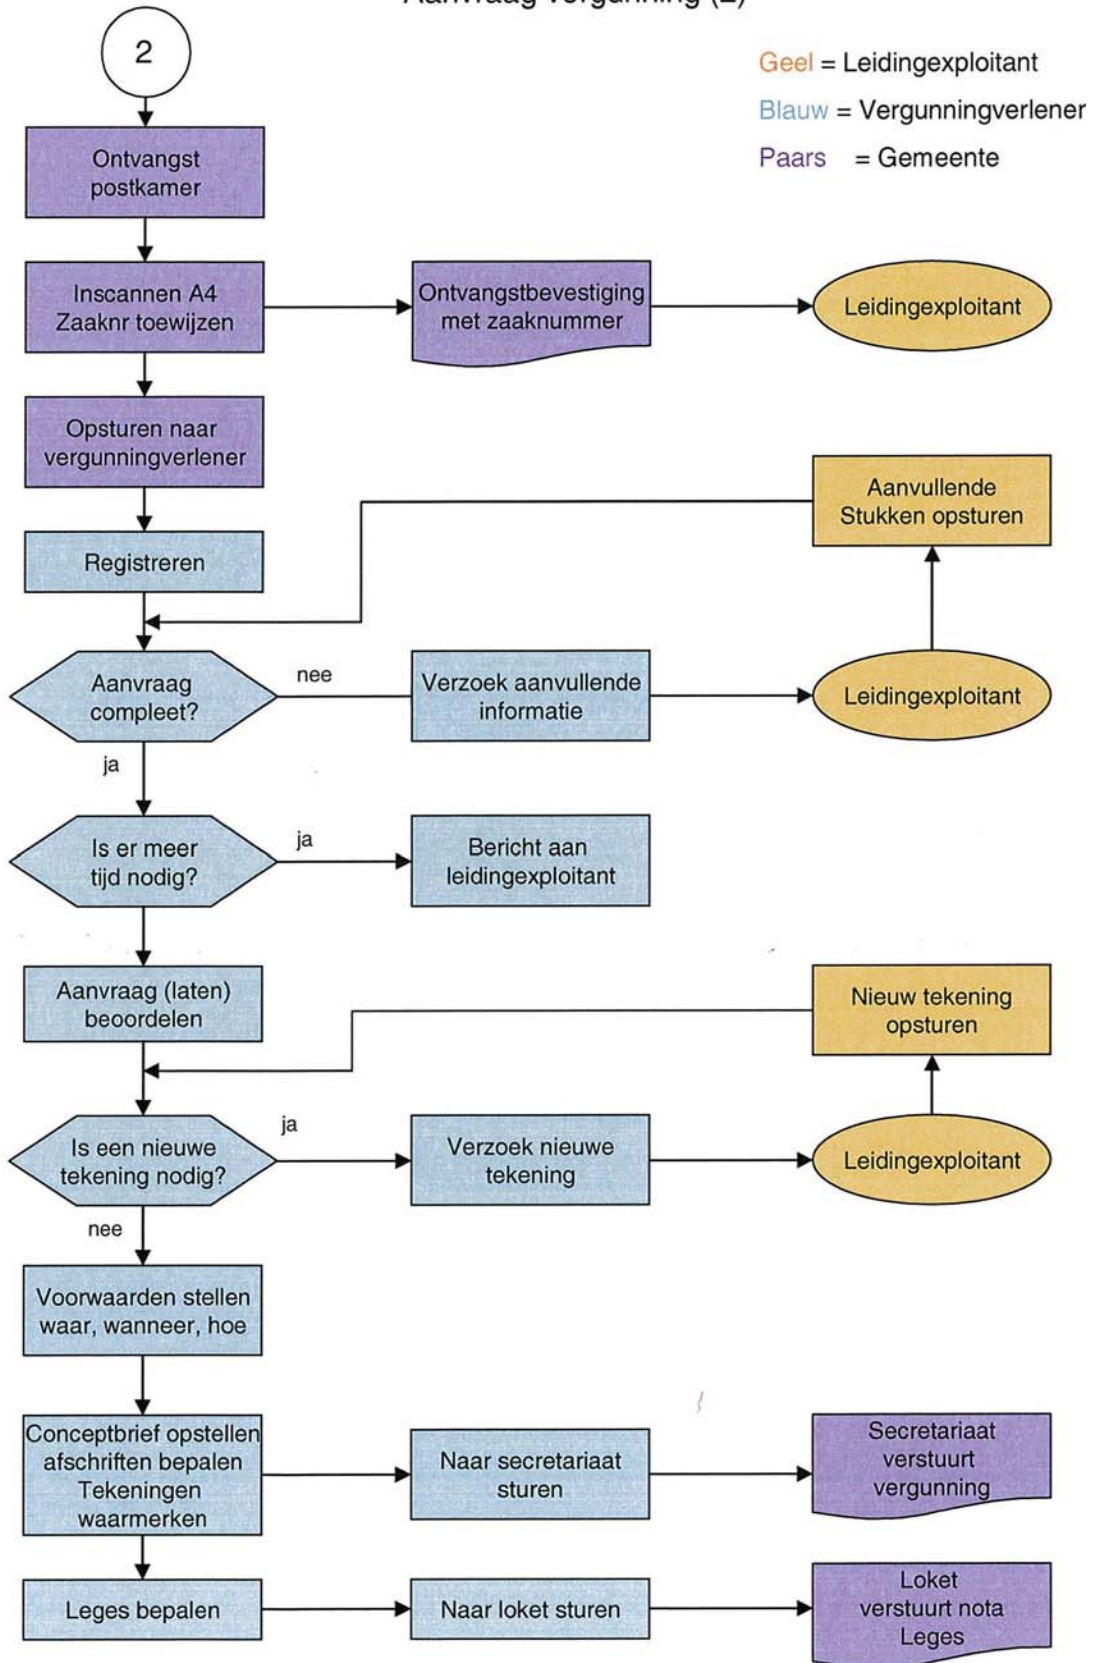 Aanvraag vergunning (2)
2
Geel = Leidingexploitant
Blauw = Vergunningverlener
Paars = Gemeente
Ontvangst
postkamer
Inscannen A4
Zaaknr toewijzen
Ontvangstbevestiging
met zaaknummer
Leidingexploitant
Opsturen naar
vergunningverlener
Aanvullende
Stukken opsturen
Registreren
Aanvraag
compleet?
nee
Verzoek aanvullende
informatie
Leidingexploitant
ja
Is er meer
tijd nodig?
ja
Bericht aan
leidingexploitant
Aanvraag (laten)
beoordelen
Nieuw tekening
opsturen
Is een nieuwe
tekening nodig?
ja
Verzoek nieuwe
tekening
Leidingexploitant
nee
Voorwaarden stellen
waar, wanneer, hoe
Conceptbrief opstellen
afschriften bepalen
Tekeningen
waarmerken
Naar secretariaat
sturen
Secretariaat
verstuurt
vergunning
Leges bepalen
Naar loket sturen
Loket
verstuurt nota
Leges